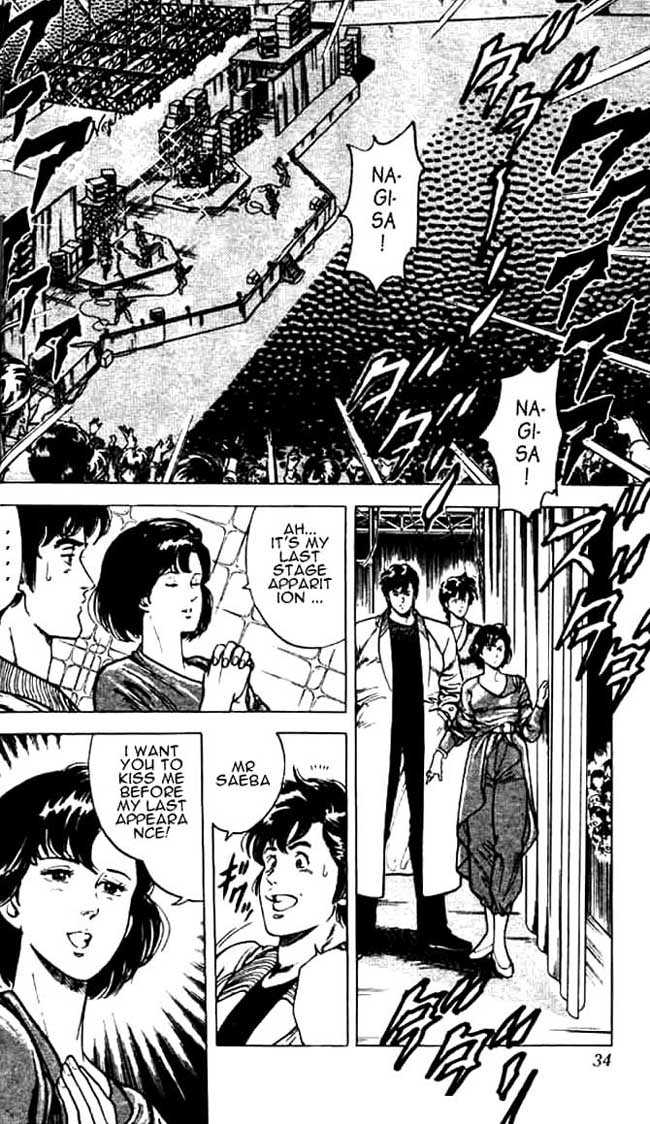 NA-
GI-
SA
!
NA-
GI-
SA
!
AH...
IT'S MY
LAST
STAGE
APPARIT
ION ...
MR
SAEBA
I WANT
YOU TO
KISS ME
BEFORE
MY LAST
APPEARA
NCE!
34